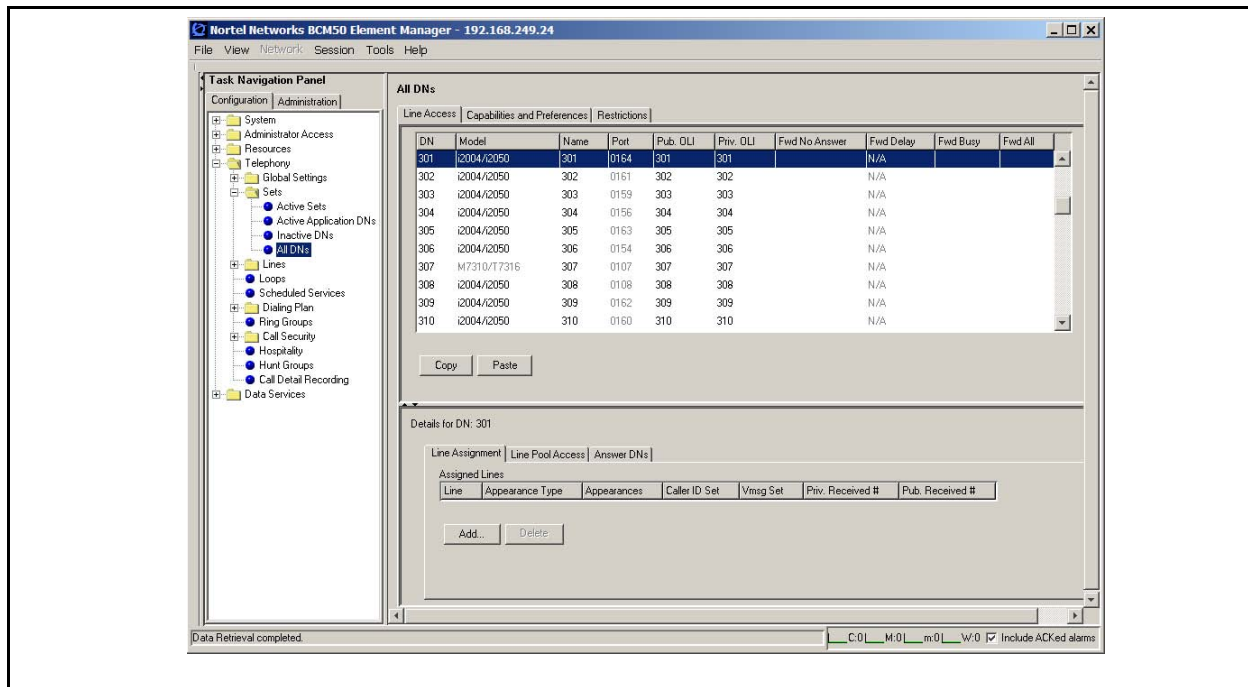 Nortel Networks BCM50 Element Manager - 192.168.249.24
File View Network Session Tools Help
Task Navigation Panel
Configuration Administration
System
Administrator Access
Resources
Telephony
Global Settings
Sets
Active Sets
Active Application DNs
Inactive DNs
All DNs
Lines
Loops
Scheduled Services
Dialing Plan
Ring Groups
Call Security
Hospitality
Hunt Groups
Call Detail Recording
Data Services
All DNs
Line Access Capabilities and Preferences Restrictions
DN Model Name Port Pub. OLI Priv. OLI Fwd No Answer Fwd Delay Fwd Busy Fwd All
301 i2004/i2050 301 0164 301 301 N/A
302 i2004/i2050 302 0161 302 302 N/A
303 i2004/i2050 303 0159 303 303 N/A
304 i2004/i2050 304 0156 304 304 N/A
305 i2004/i2050 305 0163 305 305 N/A
306 i2004/i2050 306 0154 306 306 N/A
307 M7310/T7316 307 0107 307 307 N/A
308 i2004/i2050 308 0108 308 308 N/A
309 i2004/i2050 309 0162 309 309 N/A
310 i2004/i2050 310 0160 310 310 N/A
Copy Paste
Details for DN: 301
Line Assignment Line Pool Access Answer DNs
Assigned Lines
Line Appearance Type Appearances Caller ID Set Vmsg Set Priv. Received # Pub. Received #
Add... Delete
Data Retrieval completed.
C:0 M:0 m:0 W:0 Include ACKed alarms